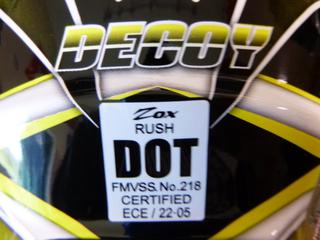 DECOY
Zox
RUSH
DOT
FMVSS.No.218
CERTIFIED
ECE / 22-05